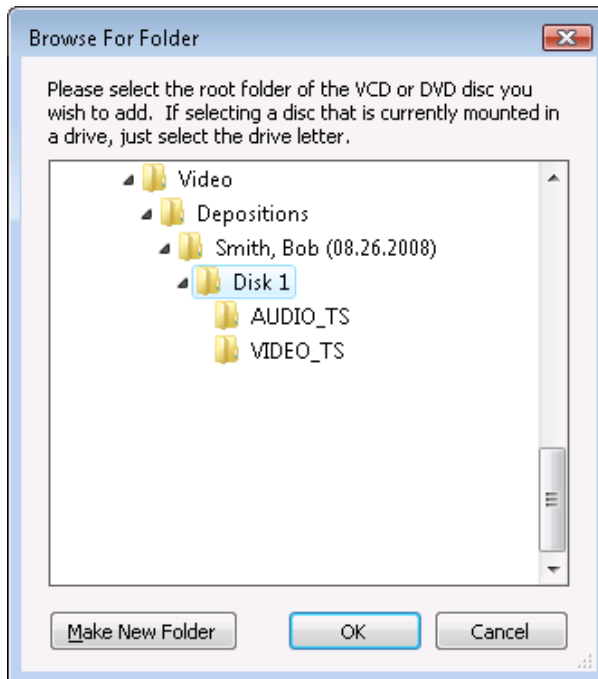 Browse For Folder
Please select the root folder of the VCD or DVD disc you
wish to add.  If selecting a disc that is currently mounted in
a drive, just select the drive letter.
Video
Depositions
Smith, Bob (08.26.2008)
Disk 1
AUDIO_TS
VIDEO_TS
Make New Folder
OK
Cancel